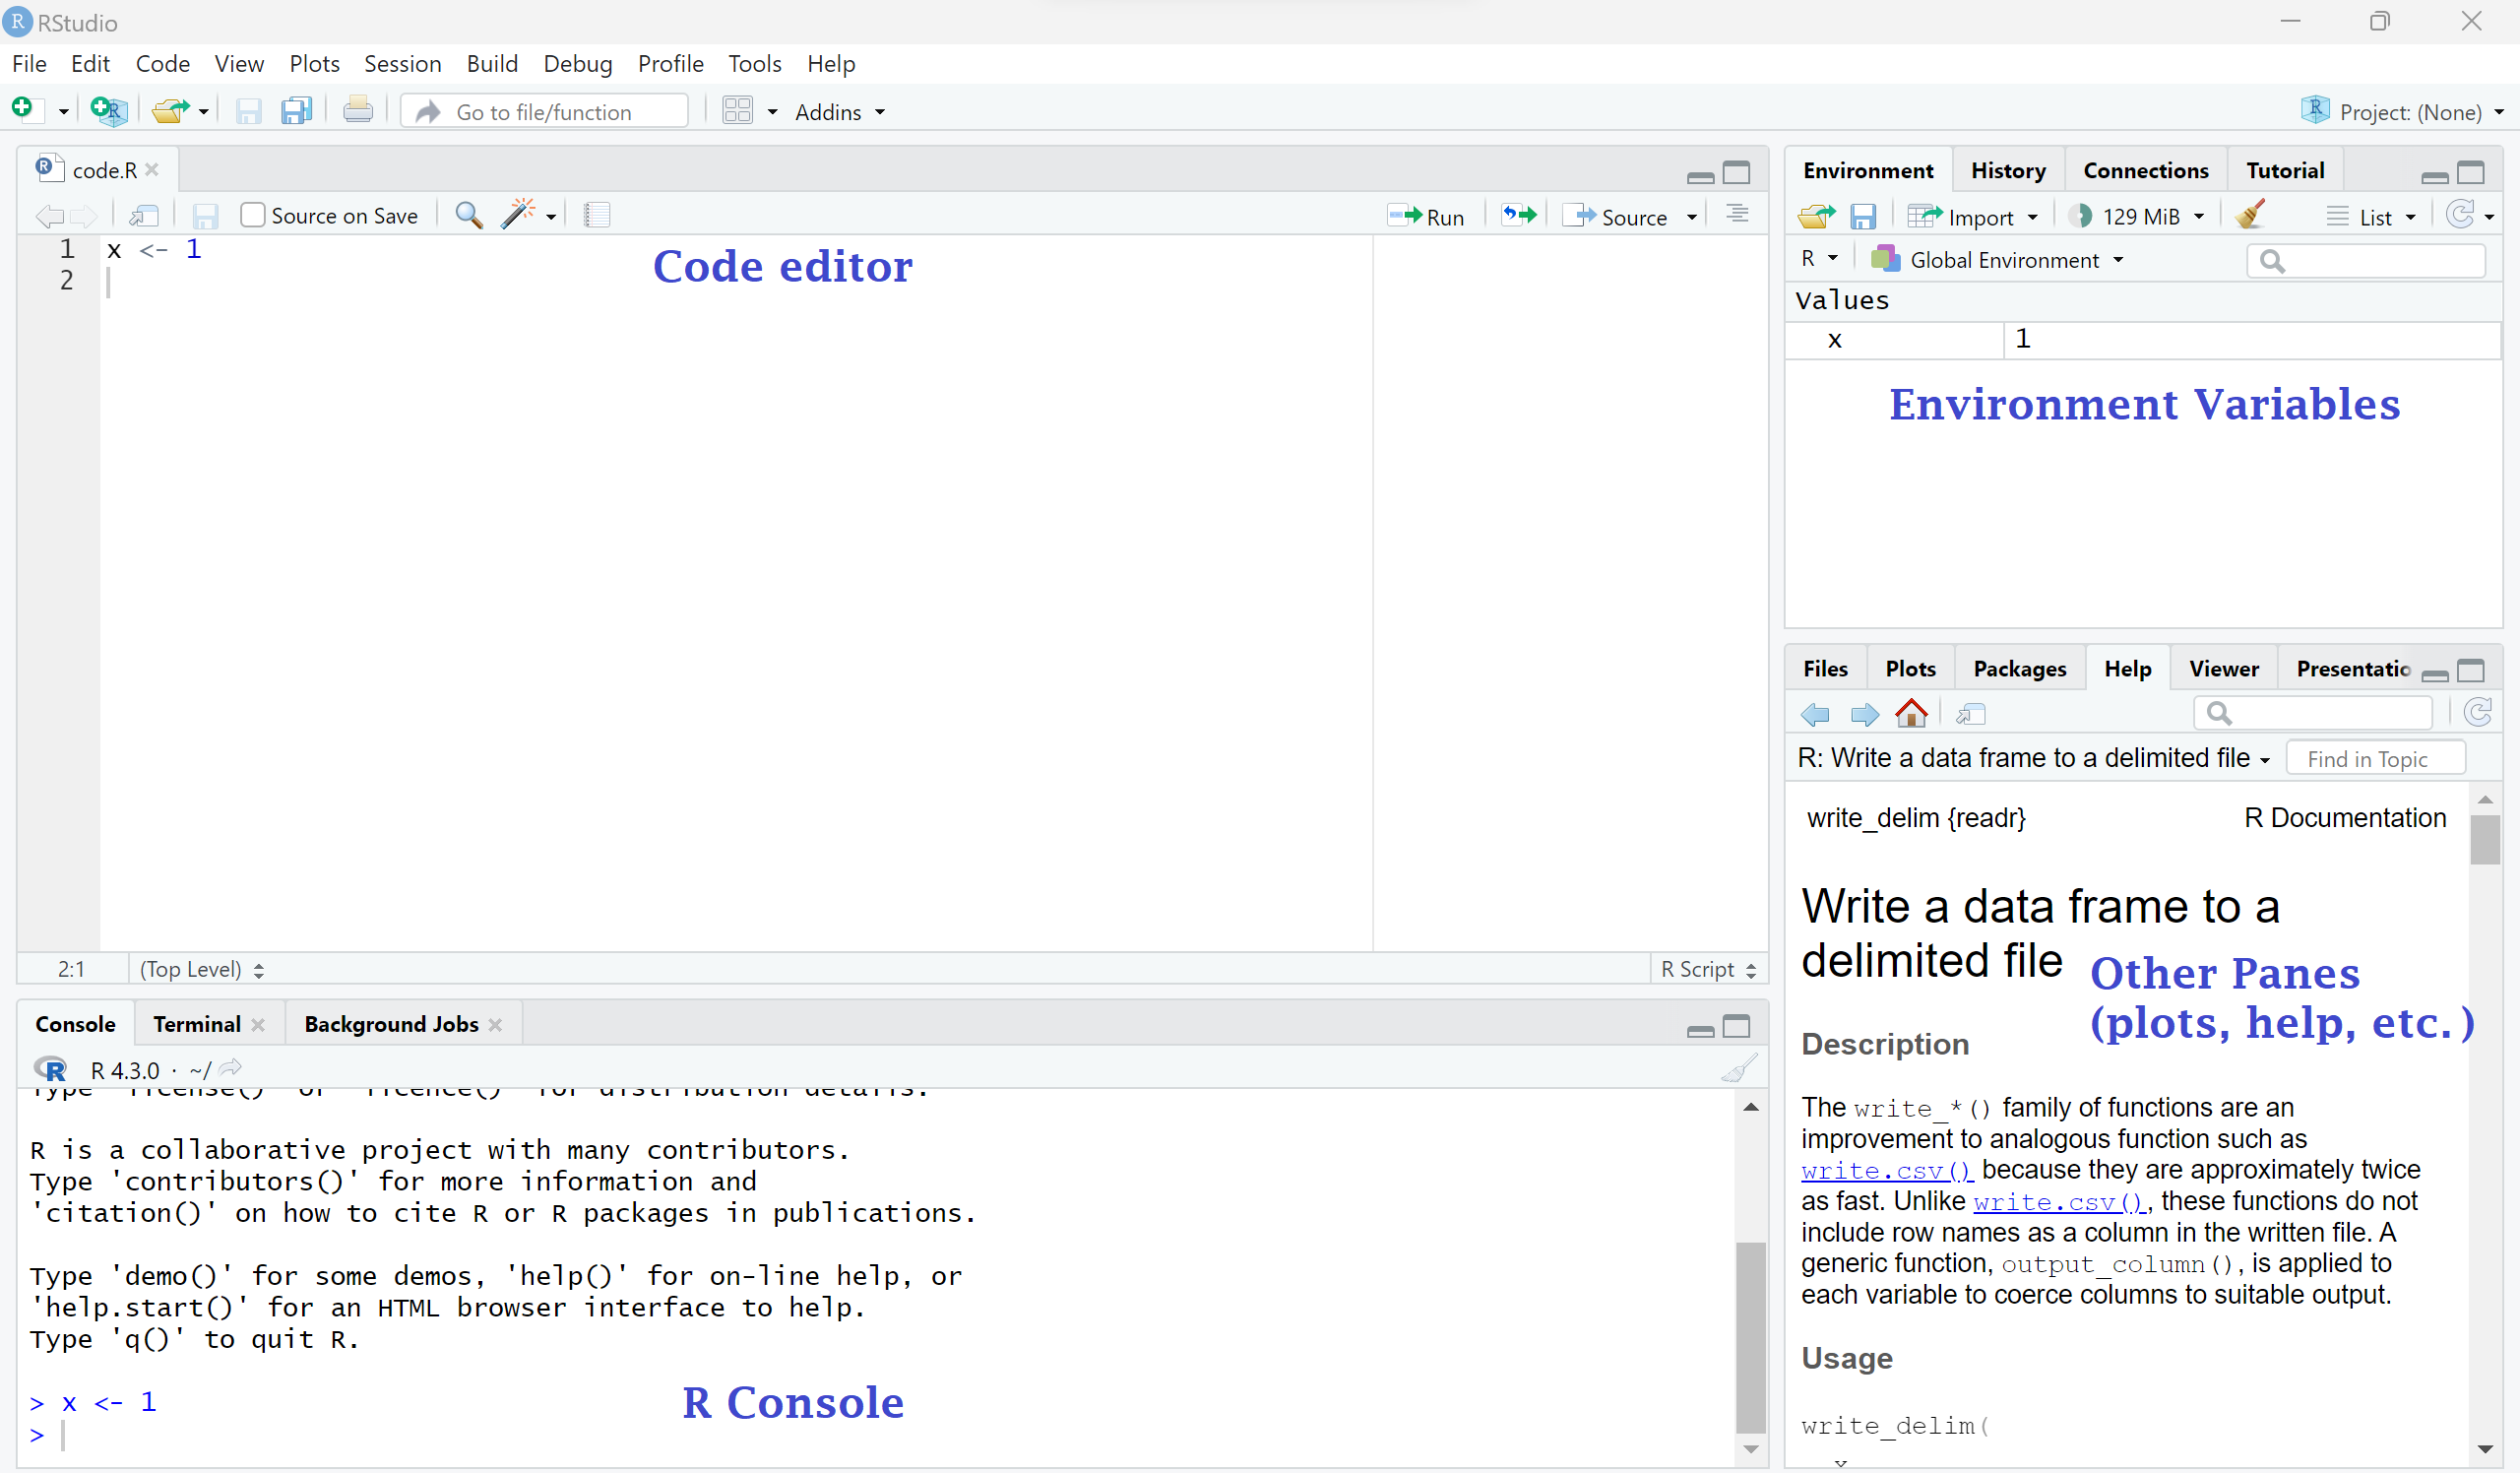 RStudio
File Edit Code View Plots Session Build Debug Profile Tools Help
Go to file/function Addins Project: (None)
code.R
Source on Save Run Source
1 x <- 1
2
Code editor
2:1 (Top Level) R Script
Console Terminal Background Jobs
R 4.3.0 · ~/
Type 'license()' or 'licence()' for distribution details.
R is a collaborative project with many contributors.
Type 'contributors()' for more information and
'citation()' on how to cite R or R packages in publications.
Type 'demo()' for some demos, 'help()' for on-line help, or
'help.start()' for an HTML browser interface to help.
Type 'q()' to quit R.
> x <- 1
>
R Console
Environment History Connections Tutorial
Import 129 MiB List
R Global Environment
Values
x 1
Environment Variables
Files Plots Packages Help Viewer Presentatio
R: Write a data frame to a delimited file Find in Topic
write_delim {readr} R Documentation
Write a data frame to a
delimited file
Other Panes
(plots, help, etc.)
Description
The write_*() family of functions are an
improvement to analogous function such as
write.csv() because they are approximately twice
as fast. Unlike write.csv(), these functions do not
include row names as a column in the written file. A
generic function, output_column(), is applied to
each variable to coerce columns to suitable output.
Usage
write_delim(
x